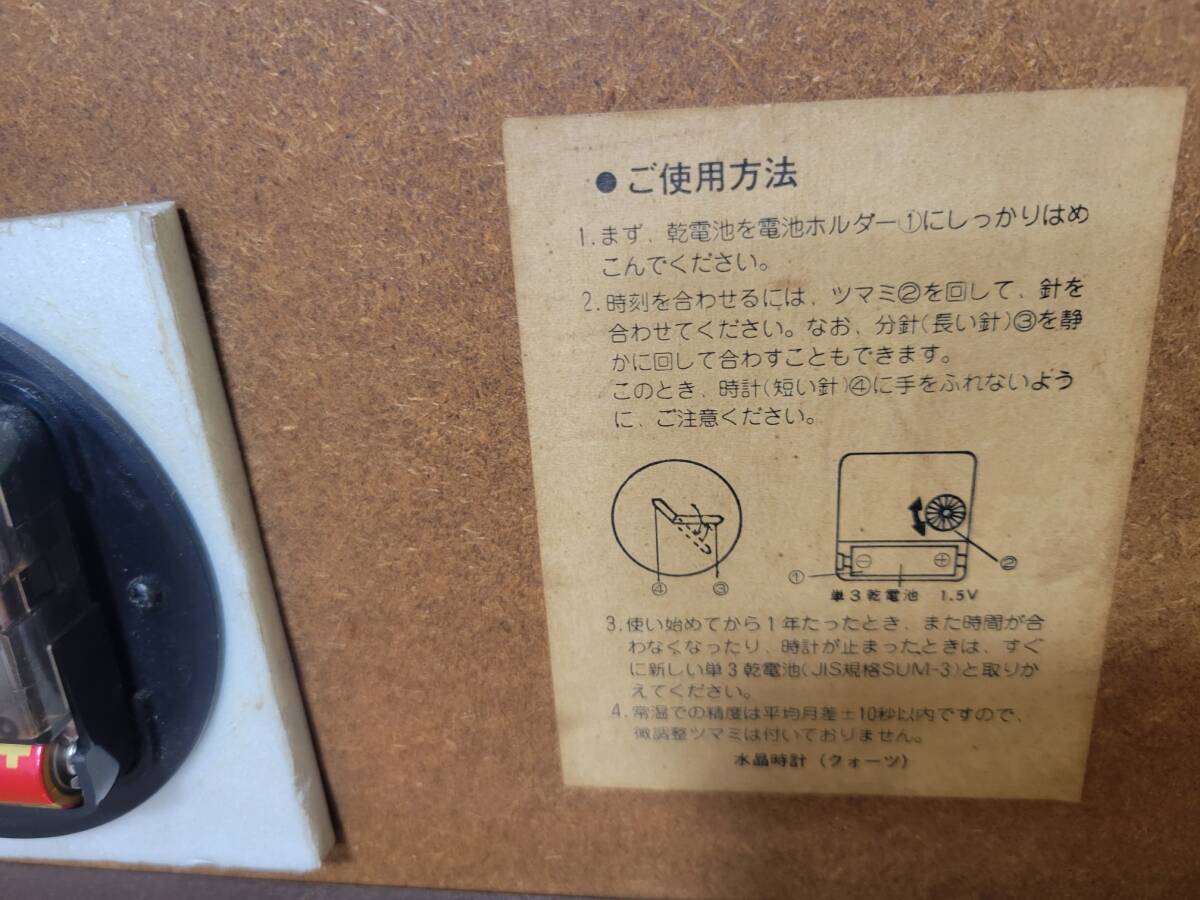 ●ご使用方法
1.まず、乾電池を電池ホルダー①にしっかりはめ
こんでください。
2.時刻を合わせるには、ツマミ②を回して、針を
合わせてください。なお、分針(長い針)③を静
かに回して合わすこともできます。
このとき、時計(短い針)④に手をふれないよう
に、ご注意ください。
④ ③
① ②
⊖ ⊕
単3乾電池 1.5V
3.使い始めてから1年たったとき、また時間が合
わなくなったり、時計が止まったときは、すぐ
に新しい単3乾電池(JIS規格SUM-3)と取りか
えてください。
4.常温での精度は平均月差±10秒以内ですので、
微調整ツマミは付いておりません。
水晶時計(クォーツ)
+